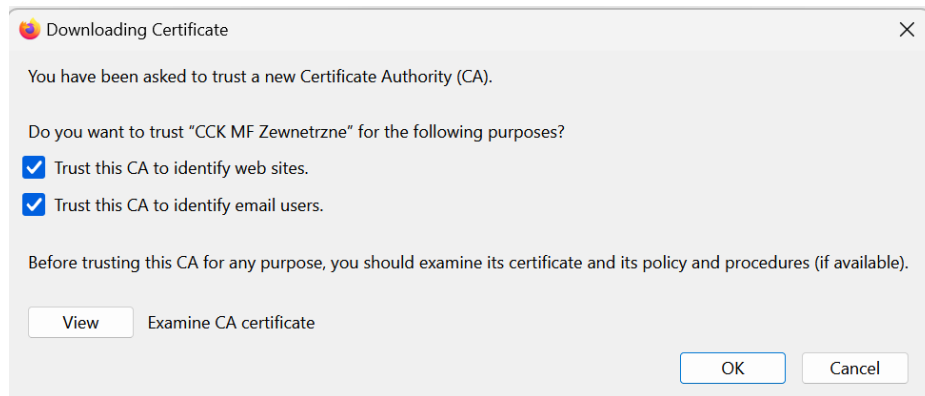 Downloading Certificate
You have been asked to trust a new Certificate Authority (CA).
Do you want to trust “CCK MF Zewnetrzne” for the following purposes?
Trust this CA to identify web sites.
Trust this CA to identify email users.
Before trusting this CA for any purpose, you should examine its certificate and its policy and procedures (if available).
View Examine CA certificate
OK Cancel